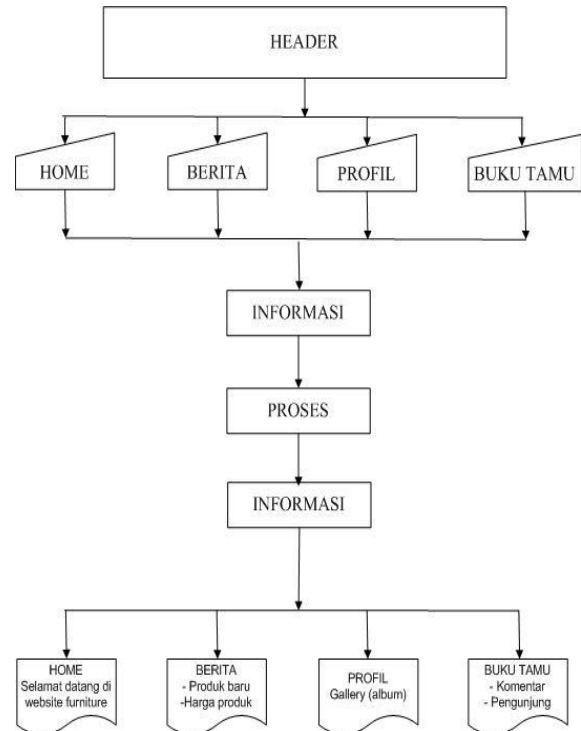 HEADER
HOME
BERITA
PROFIL
BUKU TAMU
INFORMASI
PROSES
INFORMASI
HOME
Selamat datang di
website furniture
BERITA
- Produk baru
-Harga produk
PROFIL
Gallery (album)
BUKU TAMU
- Komentar
- Pengunjung